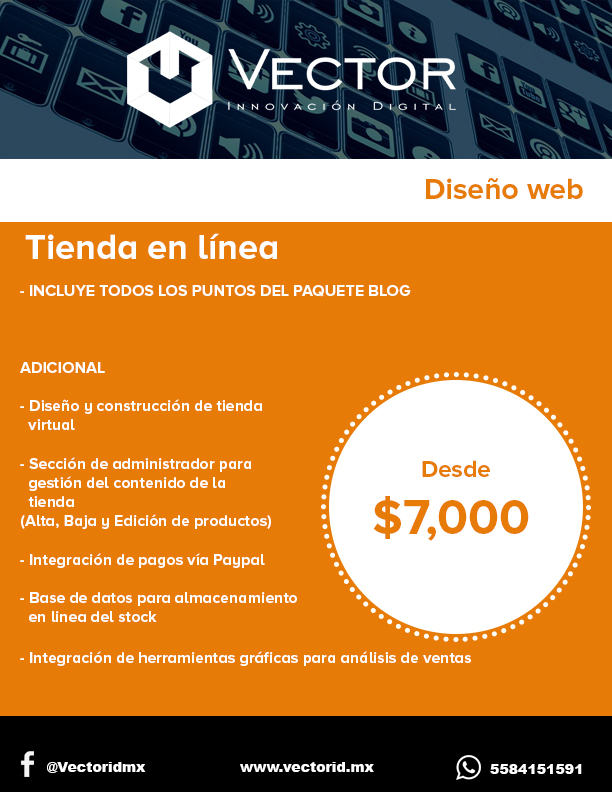 VECTOR
INNOVACIÓN DIGITAL
Diseño web
Tienda en línea
- INCLUYE TODOS LOS PUNTOS DEL PAQUETE BLOG
ADICIONAL
- Diseño y construcción de tienda
virtual
- Sección de administrador para
gestión del contenido de la
tienda
(Alta, Baja y Edición de productos)
- Integración de pagos vía Paypal
- Base de datos para almacenamiento
en linea del stock
- Integración de herramientas gráficas para análisis de ventas
Desde
$7,000
@Vectoridmx
www.vectorid.mx
5584151591